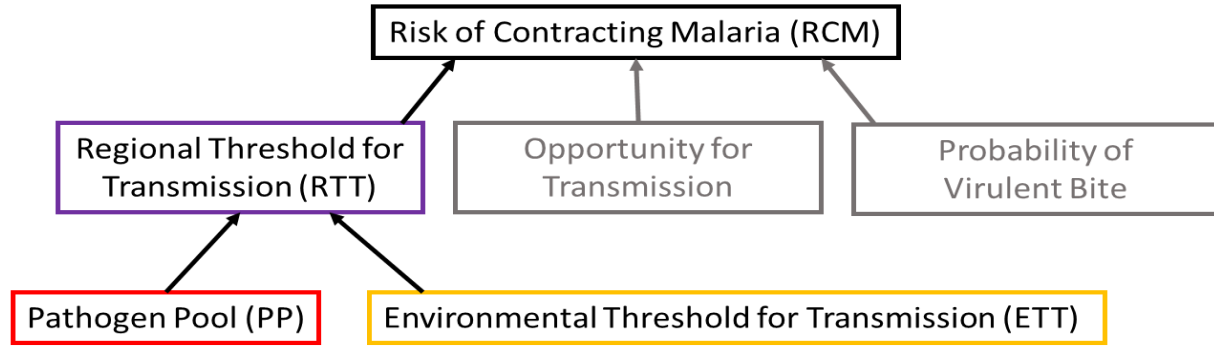 Risk of Contracting Malaria (RCM)
Regional Threshold for
Transmission (RTT)
Opportunity for
Transmission
Probability of
Virulent Bite
Pathogen Pool (PP)
Environmental Threshold for Transmission (ETT)